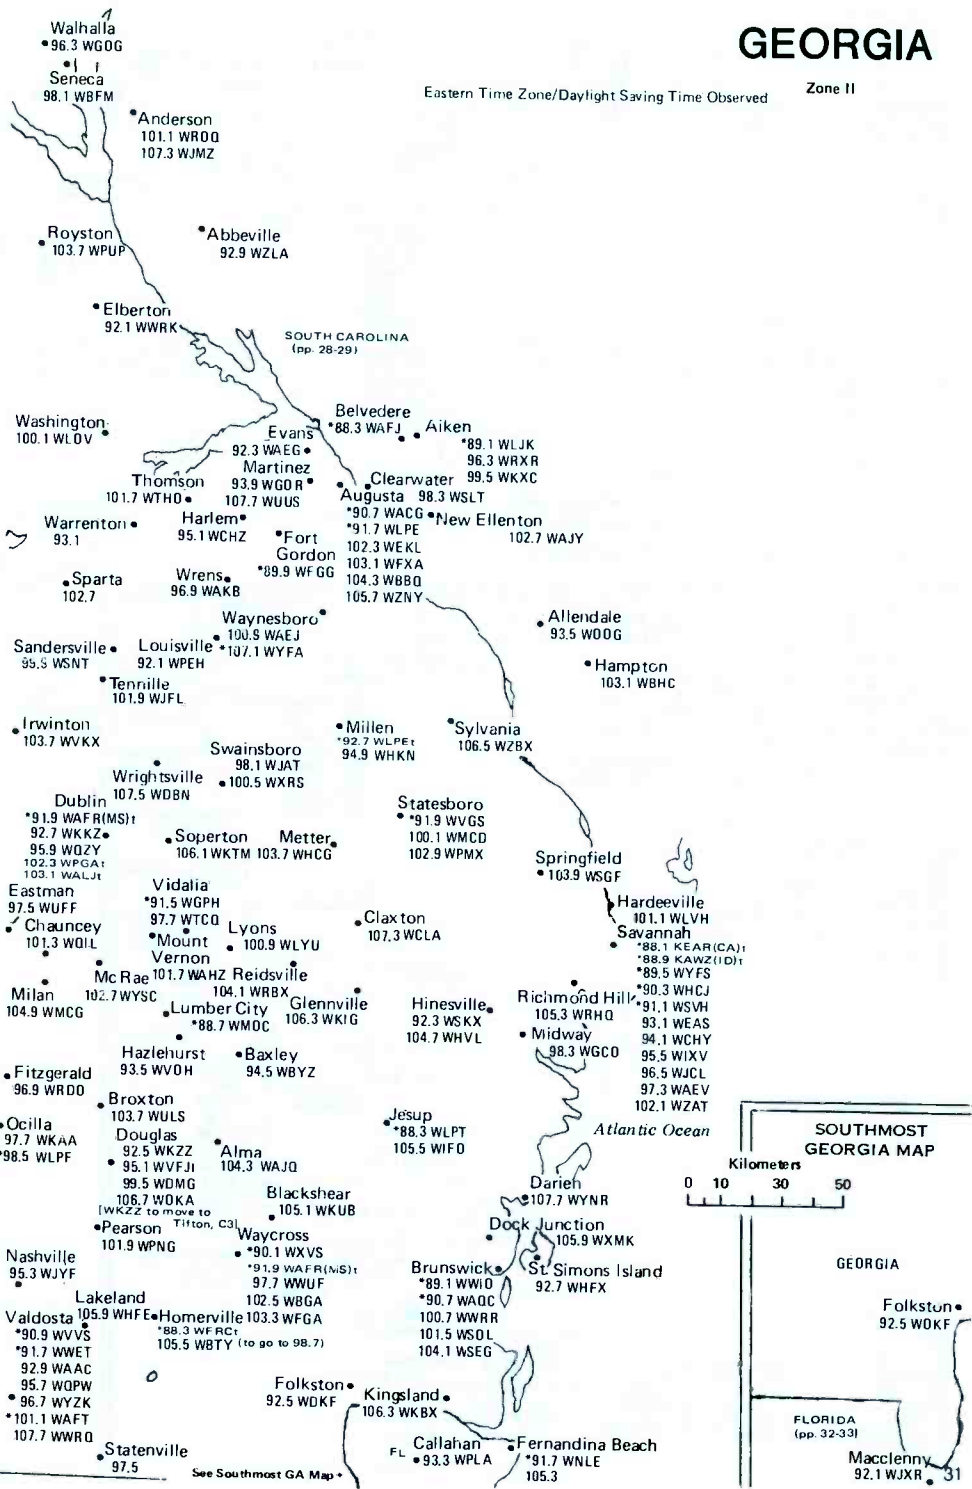 GEORGIA
Zone II
Eastern Time Zone/Daylight Saving Time Observed
Walhalla
•96.3 WGOG
Seneca
98.1 WBFM
Anderson
101.1 WROQ
107.3 WJMZ
Royston
103.7 WPUP
Abbeville
92.9 WZLA
Elberton
92.1 WWRK
SOUTH CAROLINA
(pp. 28-29)
Washington
100.1 WLOV
Belvedere
*88.3 WAFJ
Aiken
*89.1 WLJK
96.3 WRXR
99.5 WKXC
Evans
92.3 WAEG
Martinez
93.9 WGOR
107.7 WUUS
Thomson
101.7 WTHO
Clearwater
98.3 WSLT
Augusta
*90.7 WACG
*91.7 WLPE
102.3 WEKL
103.1 WFXA
104.3 WBBQ
105.7 WZNY
New Ellenton
102.7 WAJY
Warrenton
93.1
Harlem
95.1 WCHZ
Fort
Gordon
*89.9 WFGG
Sparta
102.7
Wrens
96.9 WAKB
Waynesboro
100.9 WAEJ
*107.1 WYFA
Allendale
93.5 WDOG
Sandersville
WSNT
Louisville
92.1 WPEH
Hampton
103.1 WBHC
Tennille
101.9 WJFL
Irwinton
103.7 WVKX
Millen
*92.7 WLPEt
94.9 WHKN
Sylvania
106.5 WZBX
Swainsboro
98.1 WJAT
100.5 WXRS
Wrightsville
107.5 WDBN
Dublin
*91.9 WAFR(MS)t
92.7 WKKZ
95.9 WQZY
102.3 WPGAt
103.1 WALJt
Soperton
106.1 WKTM
Metter
103.7 WHCG
Statesboro
*91.9 WVGS
100.1 WMCD
102.9 WPMX
Springfield
103.9 WSGF
Eastman
97.5 WUFF
Vidalia
*91.5 WGPH
97.7 WTCQ
Hardeeville
101.1 WLVH
Chauncey
101.3 WQIL
Mount
Vernon
101.7 WAHZ
Lyons
100.9 WLYU
Claxton
107.3 WCLA
Savannah
*88.1 KEAR(CA)t
*88.9 KAWZ(ID)t
*89.5 WYFS
*90.3 WHCJ
*91.1 WSVH
93.1 WEAS
94.1 WCHY
95.5 WIXV
96.5 WJCL
97.3 WAEV
102.1 WZAT
McRae
102.7 WYSC
Reidsville
104.1 WRBX
Milan
104.9 WMCG
Lumber City
*88.7 WMOC
Glennville
106.3 WKIG
Hinesville
92.3 WSKX
104.7 WHVL
Richmond Hill
105.3 WRHQ
Midway
98.3 WGCO
Hazlehurst
93.5 WVOH
Baxley
94.5 WBYZ
Fitzgerald
96.9 WRDO
Broxton
103.7 WULS
Ocilla
97.7 WKAA
*98.5 WLPF
Douglas
92.5 WKZZ
95.1 WVFJt
99.5 WDMG
106.7 WOKA
[WKZZ to move to
Tifton, C3]
Alma
104.3 WAJQ
Jesup
*88.3 WLPT
105.5 WIFO
Atlantic Ocean
Blackshear
105.1 WKUB
Darien
107.7 WYNR
Pearson
101.9 WPNG
Waycross
*90.1 WXVS
*91.9 WAFR(MS)t
97.7 WWUF
102.5 WBGA
103.3 WFGA
Dock Junction
105.9 WXMK
Nashville
95.3 WJYF
Brunswick
*89.1 WWIO
*90.7 WAQC
100.7 WWRR
101.5 WSOL
104.1 WSEG
St. Simons Island
92.7 WHFX
Lakeland
105.9 WHFE
Homerville
*88.3 WFRCt
105.5 WBTY (to go to 98.7)
Valdosta
*90.9 WVVS
*91.7 WWET
92.9 WAAC
95.7 WQPW
96.7 WYZK
*101.1 WAFT
107.7 WWRQ
Folkston
92.5 WDKF
Kingsland
106.3 WKBX
Statenville
97.5
See Southmost GA Map
FL
Callahan
93.3 WPLA
Fernandina Beach
*91.7 WNLE
105.3
SOUTHMOST
GEORGIA MAP
Kilometers
0 10 30 50
GEORGIA
Folkston
92.5 WOKF
FLORIDA
(pp. 32-33)
Macclenny
92.1 WJXR
31